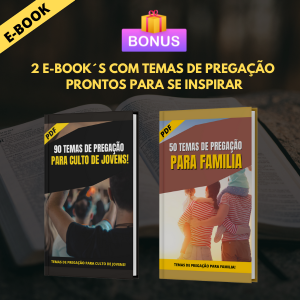 E-BOOK
BONUS
2 E-BOOK´S COM TEMAS DE PREGAÇÃO
PRONTOS PARA SE INSPIRAR
PDF
90 TEMAS DE PREGAÇÃO
PARA CULTO DE JOVENS!
TEMAS DE PREGAÇÃO PARA CULTO DE JOVENS!
PDF
50 TEMAS DE PREGAÇÃO
PARA FAMÍLIA
TEMAS DE PREGAÇÃO PARA FAMÍLIA!